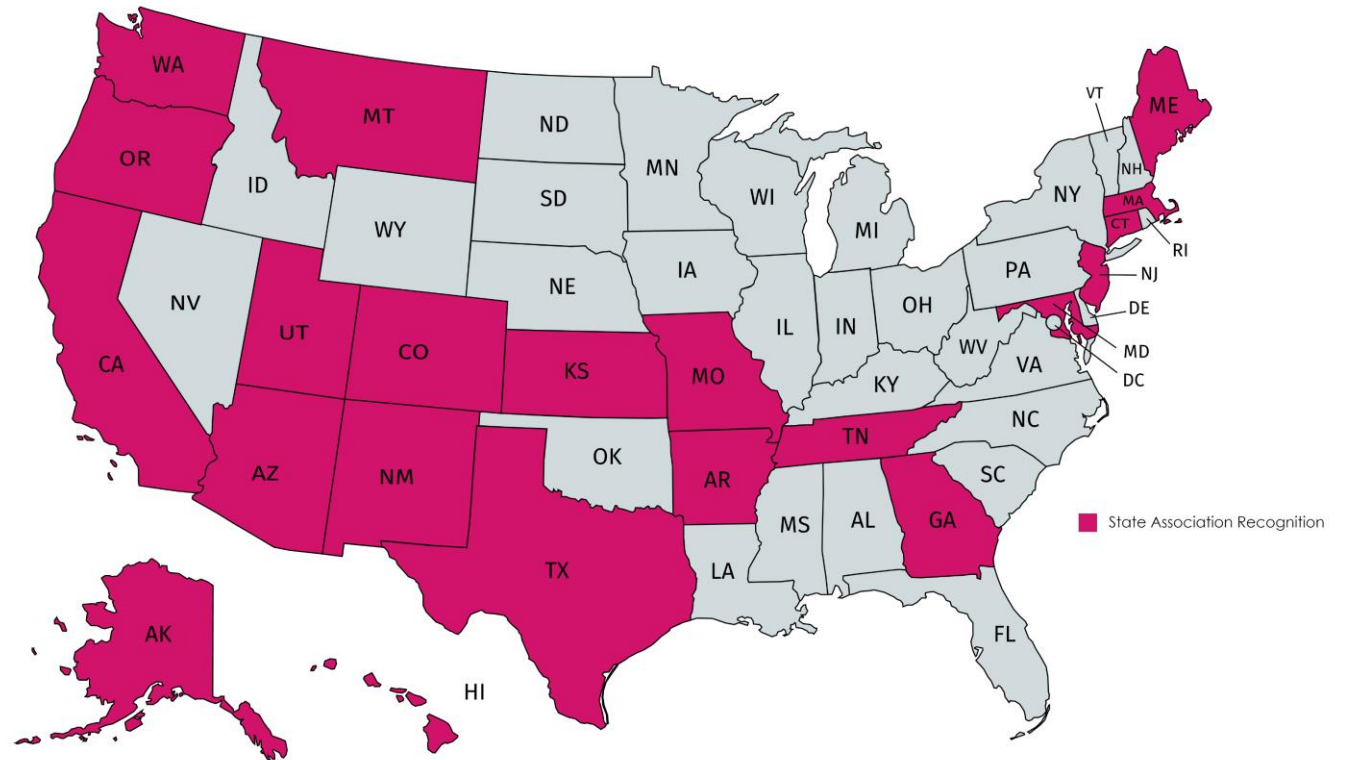 WA
MT
ND
MN
VT
ME
OR
ID
SD
WI
MI
NY
NH
MA
CT
RI
WY
IA
PA
NJ
NV
NE
IL
IN
OH
DE
UT
CO
KS
MO
WV
VA
MD
DC
CA
KY
NC
AZ
NM
OK
AR
TN
SC
MS
AL
GA
State Association Recognition
TX
LA
FL
AK
HI